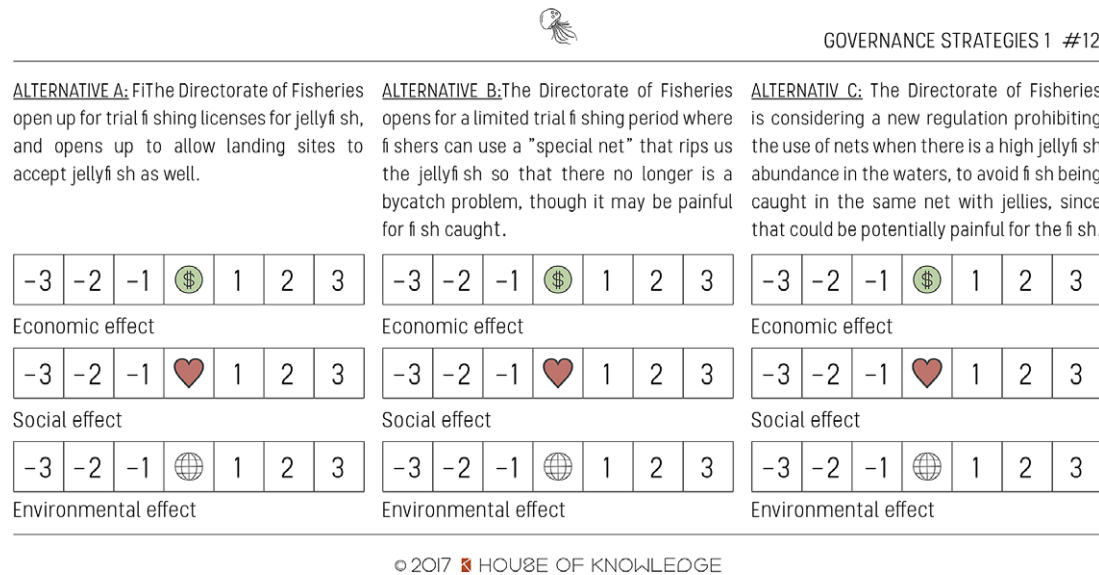 GOVERNANCE STRATEGIES 1 #12
ALTERNATIVE A: FiThe Directorate of Fisheries
open up for trial fi shing licenses for jellyfi sh,
and opens up to allow landing sites to
accept jellyfi sh as well.
ALTERNATIVE B:The Directorate of Fisheries
opens for a limited trial fi shing period where
fi shers can use a "special net" that rips us
the jellyfi sh so that there no longer is a
bycatch problem, though it may be painful
for fi sh caught.
ALTERNATIV C: The Directorate of Fisheries
is considering a new regulation prohibiting
the use of nets when there is a high jellyfi sh
abundance in the waters, to avoid fi sh being
caught in the same net with jellies, since
that could be potentially painful for the fi sh.
-3 -2 -1 $ 1 2 3
Economic effect
-3 -2 -1 1 2 3
Social effect
-3 -2 -1 1 2 3
Environmental effect
-3 -2 -1 $ 1 2 3
Economic effect
-3 -2 -1 1 2 3
Social effect
-3 -2 -1 1 2 3
Environmental effect
-3 -2 -1 $ 1 2 3
Economic effect
-3 -2 -1 1 2 3
Social effect
-3 -2 -1 1 2 3
Environmental effect
© 2017 K HOUSE OF KNOWLEDGE